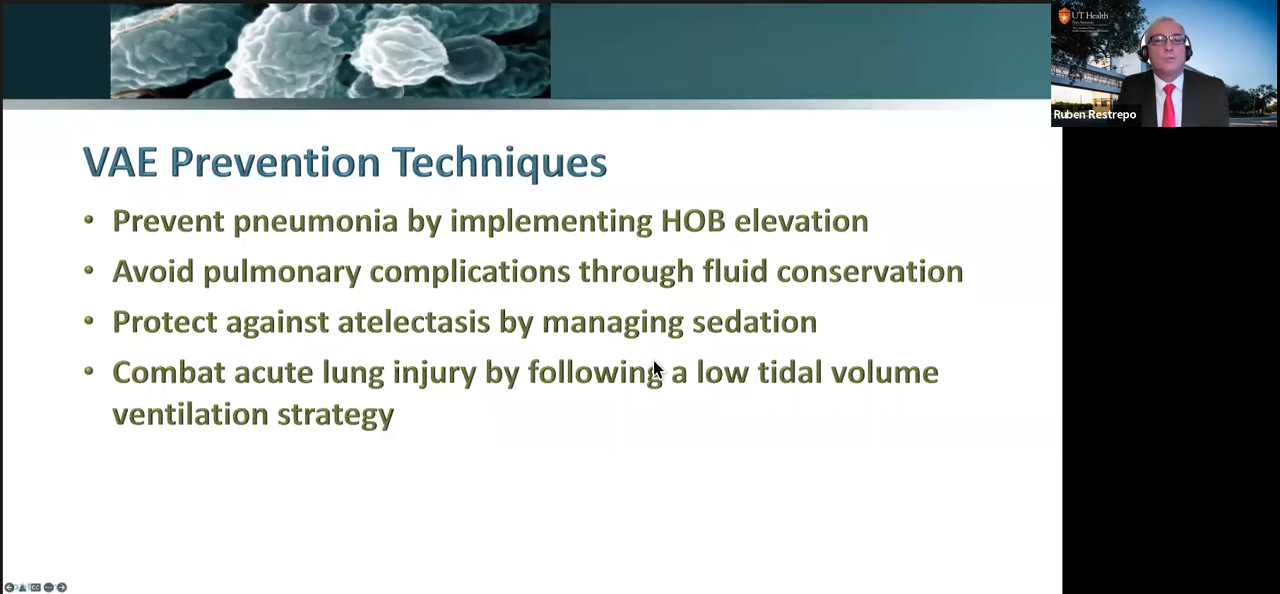 UT Health
Ruben Restrepo
VAE Prevention Techniques
• Prevent pneumonia by implementing HOB elevation
• Avoid pulmonary complications through fluid conservation
• Protect against atelectasis by managing sedation
• Combat acute lung injury by following a low tidal volume
ventilation strategy